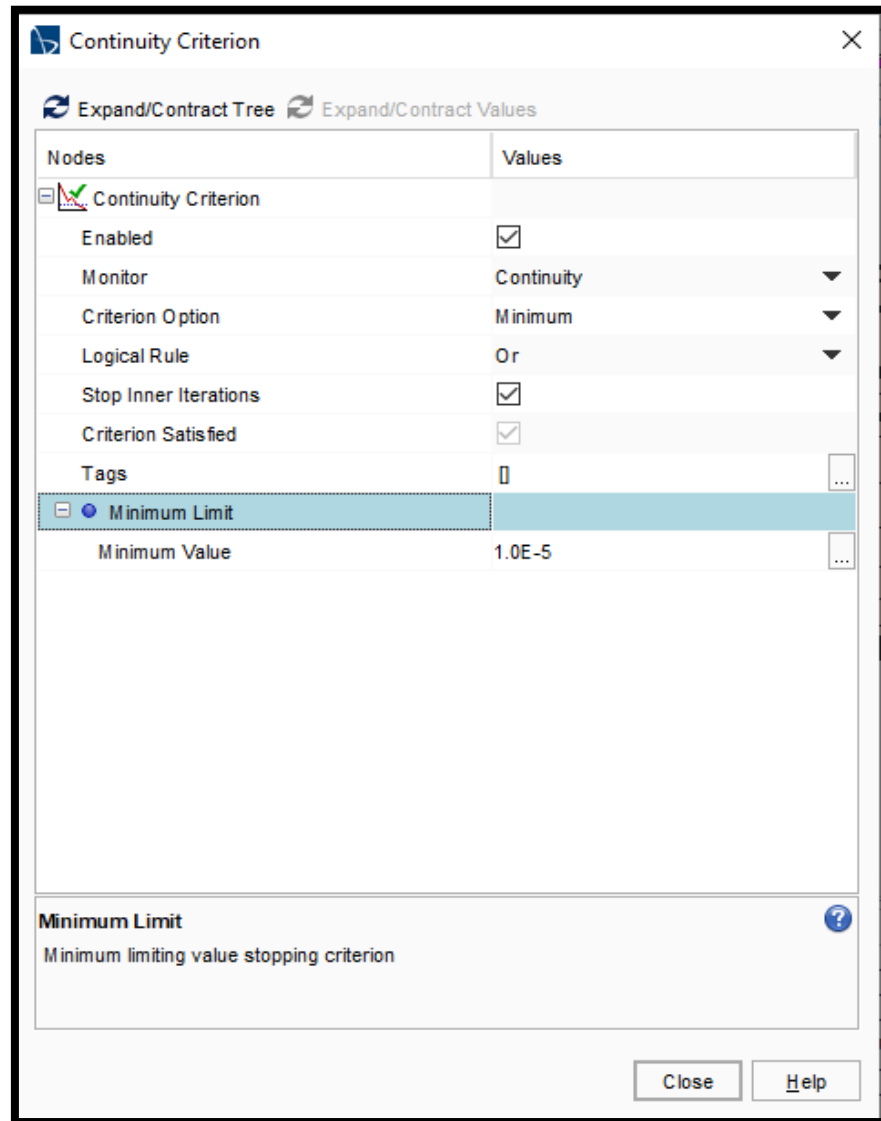 Continuity Criterion
Expand/Contract Tree Expand/Contract Values
Nodes Values
Continuity Criterion
Enabled
Monitor Continuity
Criterion Option Minimum
Logical Rule Or
Stop Inner Iterations
Criterion Satisfied
Tags []
...
Minimum Limit
Minimum Value 1.0E-5
...
Minimum Limit
?
Minimum limiting value stopping criterion
Close Help